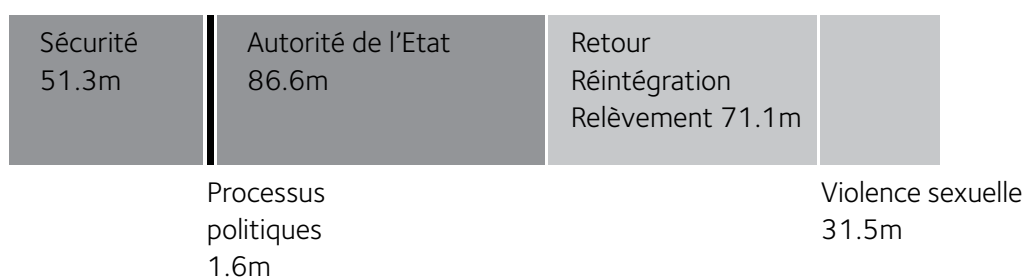 Sécurité
51.3m
Autorité de l'Etat
86.6m
Retour
Réintégration
Relèvement 71.1m
Processus
politiques
1.6m
Violence sexuelle
31.5m